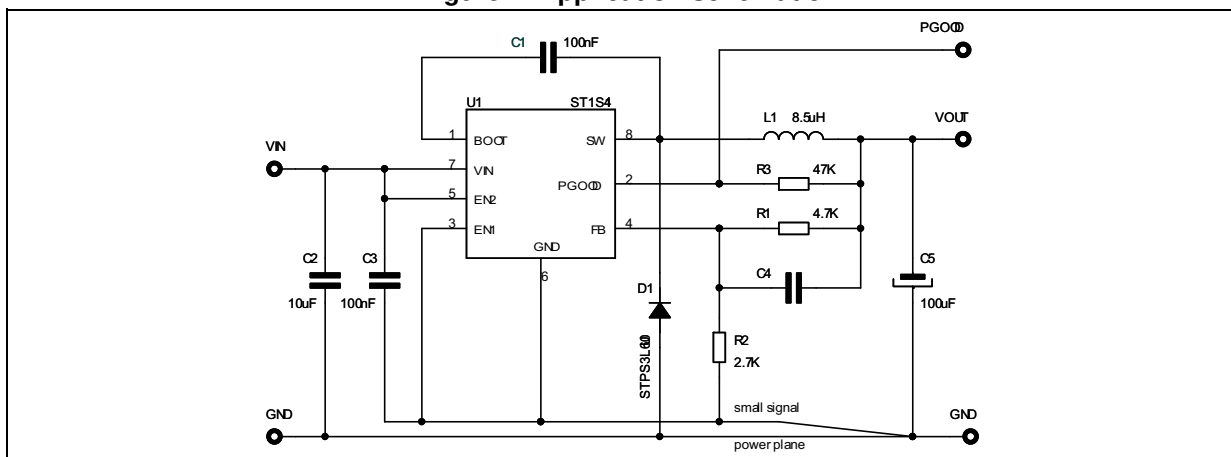 PGOOD
C1 100nF
U1 ST1S4
L1 8.5uH VOUT
1 BOOT SW 8
VIN
7 VIN
R3 47K
PGOOD 2
5 EN2
R1 4.7K
3 EN1 FB 4
GND
6
C2 C3
C4
C5
D1
10uF 100nF
100uF
R2
2.7K
small signal
GND GND
power plane